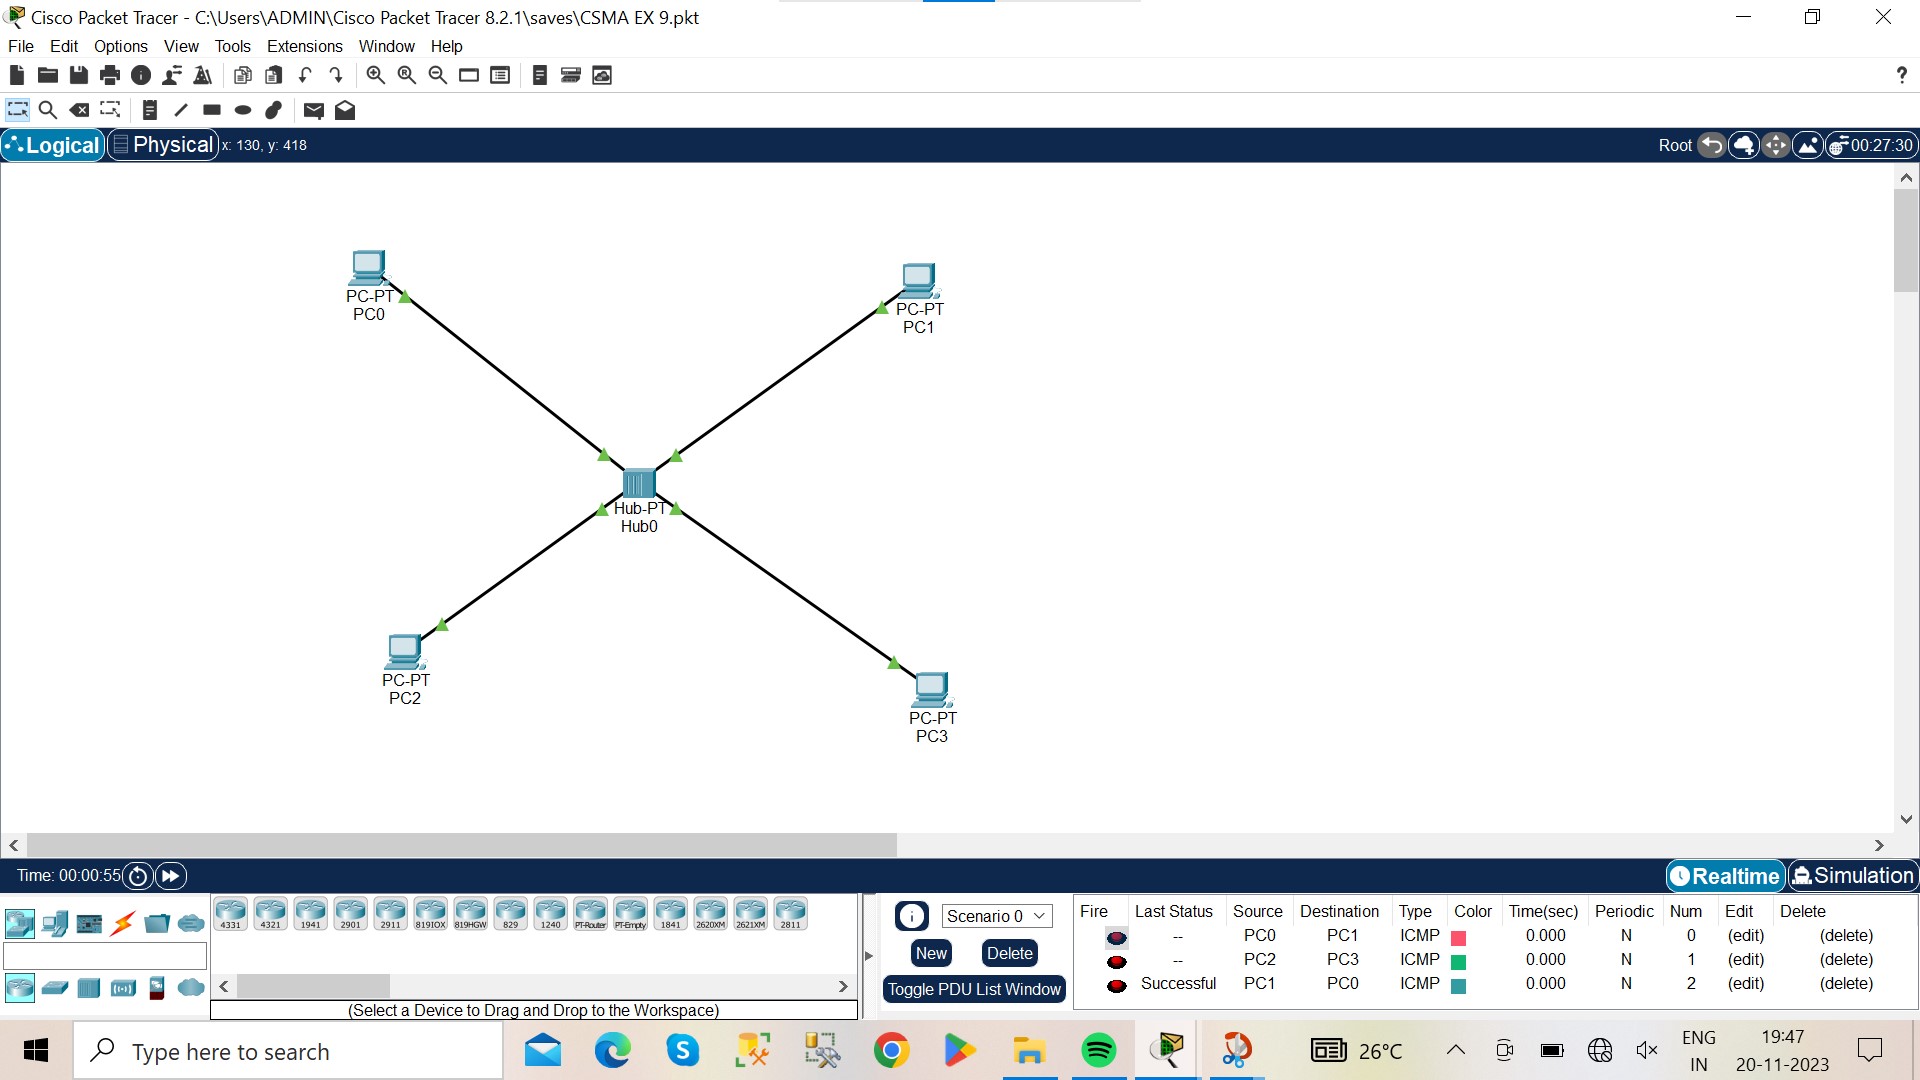 Cisco Packet Tracer - C:\Users\ADMIN\Cisco Packet Tracer 8.2.1\saves\CSMA EX 9.pkt
File Edit Options View Tools Extensions Window Help
?
Logical Physical x: 130, y: 418 Root 00:27:30
PC-PT
PC0
PC-PT
PC1
Hub-PT
Hub0
PC-PT
PC2
PC-PT
PC3
Time: 00:00:55 Realtime Simulation
4331 4321 1941 2901 2911 819IOX 819HGW 829 1240 PT-Router PT-Empty 1841 2620XM 2621XM 2811
(Select a Device to Drag and Drop to the Workspace)
Scenario 0
New Delete
Toggle PDU List Window
Fire Last Status Source Destination Type Color Time(sec) Periodic Num Edit Delete
-- PC0 PC1 ICMP 0.000 N 0 (edit) (delete)
-- PC2 PC3 ICMP 0.000 N 1 (edit) (delete)
Successful PC1 PC0 ICMP 0.000 N 2 (edit) (delete)
Type here to search
26°C
ENG
IN
19:47
20-11-2023